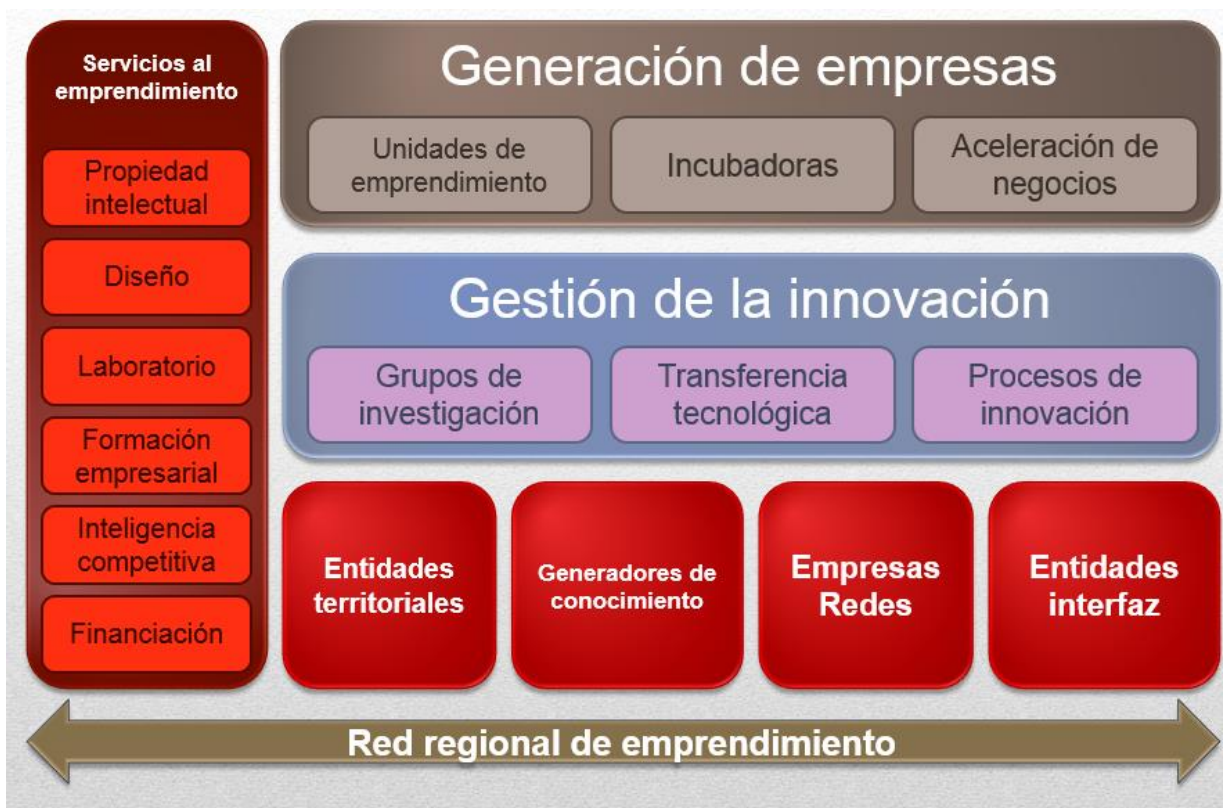 Servicios al
emprendimiento
Propiedad
intelectual
Diseño
Laboratorio
Formación
empresarial
Inteligencia
competitiva
Financiación
Generación de empresas
Unidades de
emprendimiento
Incubadoras
Aceleración de
negocios
Gestión de la innovación
Grupos de
investigación
Transferencia
tecnológica
Procesos de
innovación
Entidades
territoriales
Generadores de
conocimiento
Empresas
Redes
Entidades
interfaz
Red regional de emprendimiento